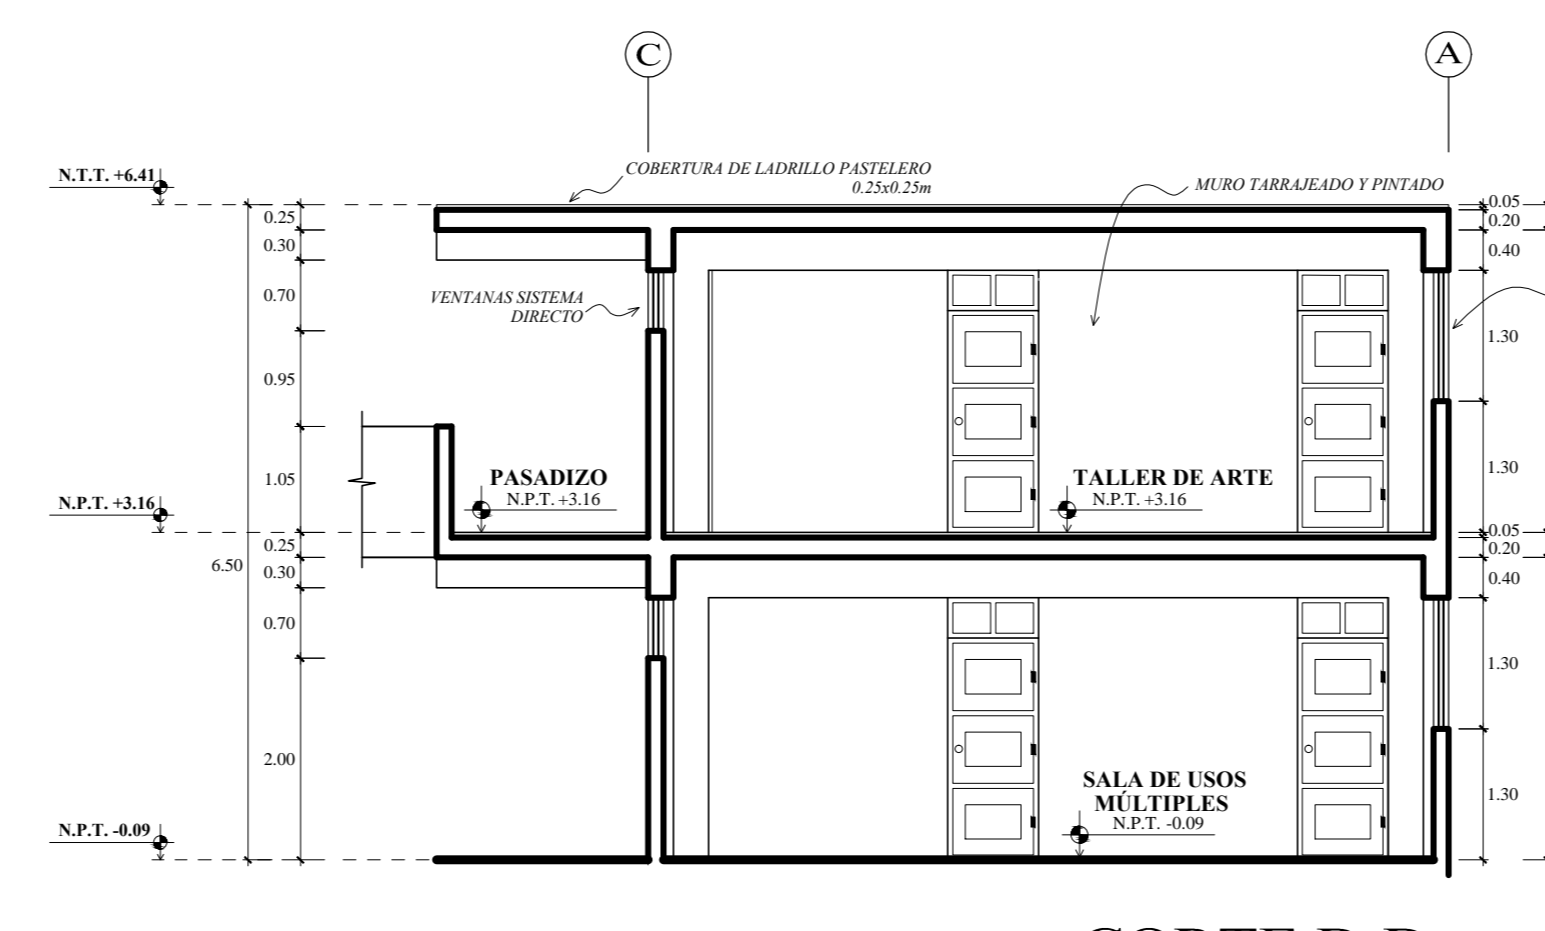 C
A
N.T.T. +6.41
COBERTURA DE LADRILLO PASTELERO
0.25x0.25m
MURO TARRAJEADO Y PINTADO
0.25
0.30
0.70
0.95
1.05
0.25
0.30
0.70
2.00
6.50
VENTANAS SISTEMA
DIRECTO
N.P.T. +3.16
PASADIZO
N.P.T. +3.16
TALLER DE ARTE
N.P.T. +3.16
N.P.T. -0.09
SALA DE USOS
MÚLTIPLES
N.P.T. -0.09
0.05
0.20
0.40
1.30
1.30
0.05
0.20
0.40
1.30
1.30